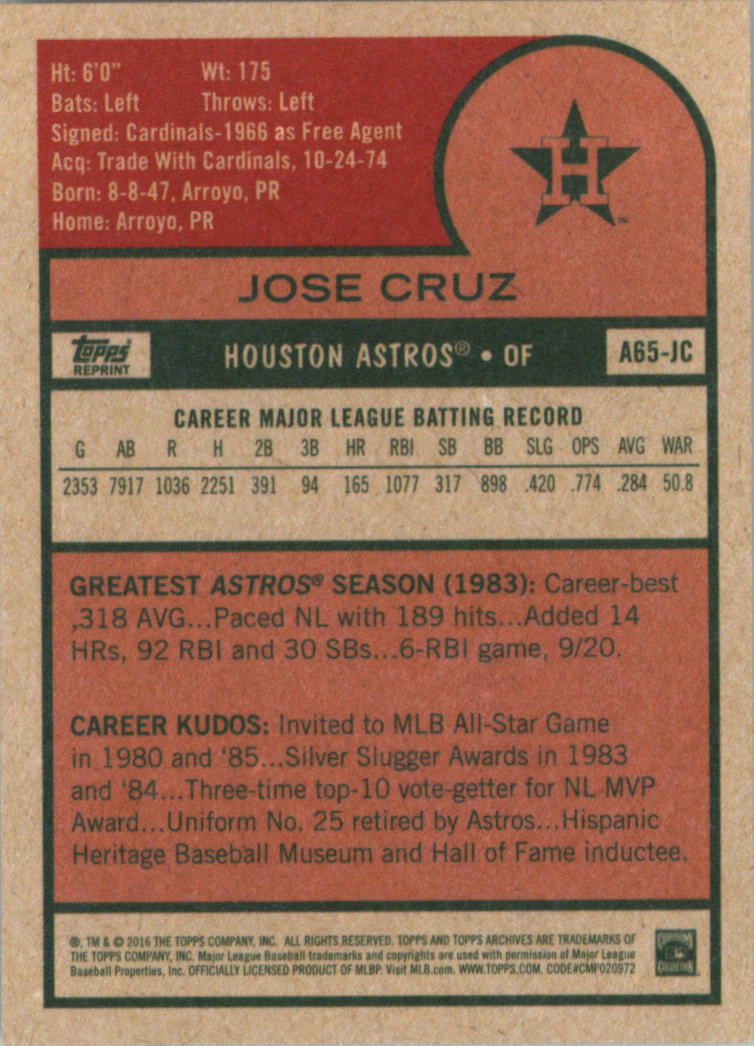 Ht: 6'0" Wt: 175
Bats: Left Throws: Left
Signed: Cardinals-1966 as Free Agent
Acq: Trade With Cardinals, 10-24-74
Born: 8-8-47, Arroyo, PR
Home: Arroyo, PR
H
TM
JOSE CRUZ
Topps
REPRINT
HOUSTON ASTROS® • OF
A65-JC
CAREER MAJOR LEAGUE BATTING RECORD
G AB R H 2B 3B HR RBI SB BB SLG OPS AVG WAR
2353 7917 1036 2251 391 94 165 1077 317 898 .420 .774 .284 50.8
GREATEST ASTROS® SEASON (1983): Career-best
.318 AVG...Paced NL with 189 hits...Added 14
HRs, 92 RBI and 30 SBs...6-RBI game, 9/20.
CAREER KUDOS: Invited to MLB All-Star Game
in 1980 and '85...Silver Slugger Awards in 1983
and '84...Three-time top-10 vote-getter for NL MVP
Award...Uniform No. 25 retired by Astros...Hispanic
Heritage Baseball Museum and Hall of Fame inductee.
®, TM & © 2016 THE TOPPS COMPANY, INC. ALL RIGHTS RESERVED. TOPPS AND TOPPS ARCHIVES ARE TRADEMARKS OF
THE TOPPS COMPANY, INC. Major League Baseball trademarks and copyrights are used with permission of Major League
Baseball Properties, Inc. OFFICIALLY LICENSED PRODUCT OF MLBP. Visit MLB.com. WWW.TOPPS.COM. CODE#CMP020972